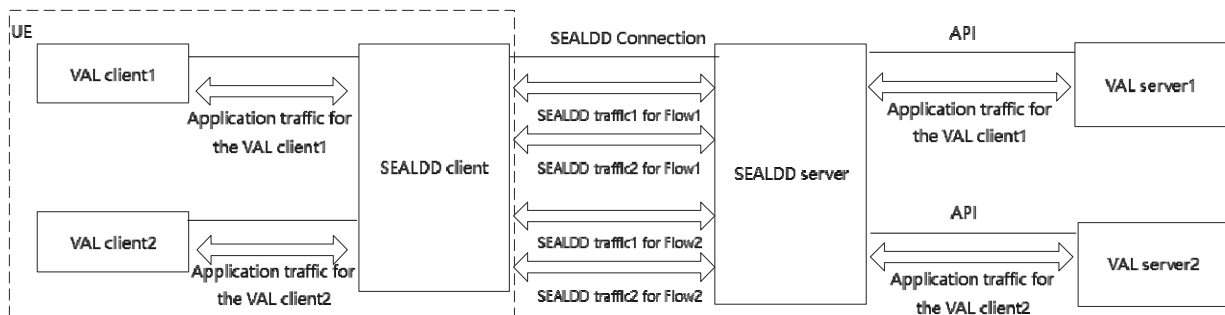 UE
VAL client1
Application traffic for
the VAL client1
SEALDD client
VAL client2
Application traffic for
the VAL client2
SEALDD Connection
SEALDD traffic1 for Flow1
SEALDD traffic2 for Flow1
SEALDD traffic1 for Flow2
SEALDD traffic2 for Flow2
SEALDD server
API
Application traffic for
the VAL client1
VAL server1
API
Application traffic for
the VAL client2
VAL server2